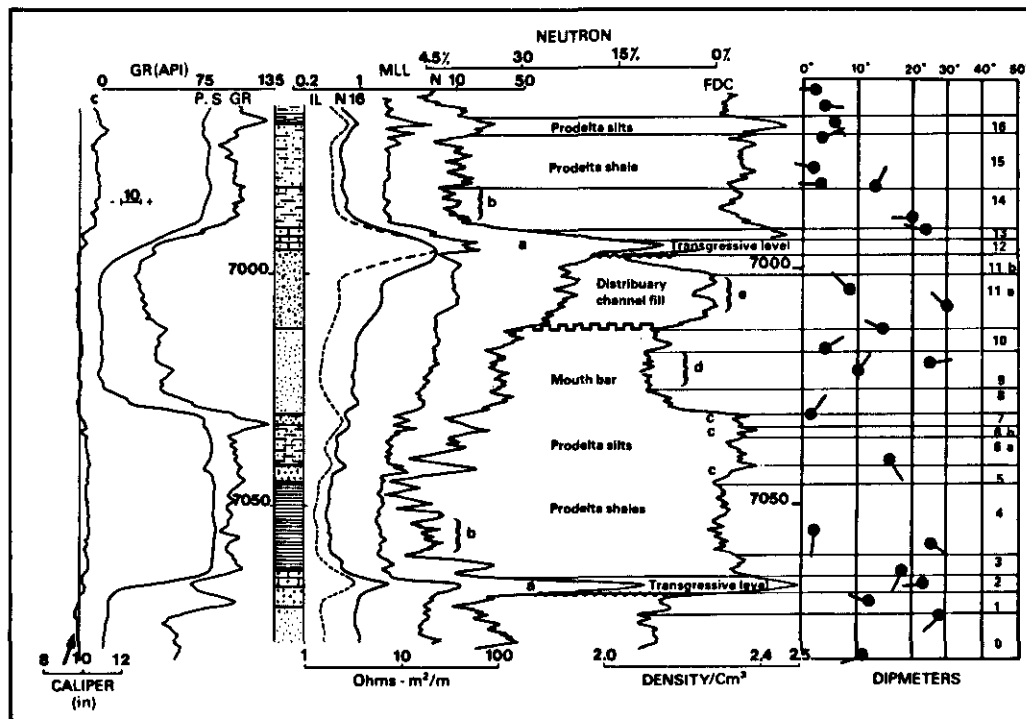 NEUTRON
4.5% 30 15% 0%
GR(API) MLL
0 75 135 0.2 1 N 10 50
C P.S GR IL N16 FDC
0° 10° 20° 30° 40° 50°
Prodelta silts 16
Prodelta shale 15
10
- +
b 14
13
a Transgressive level 12
7000 7000 11 b
Distribuary e 11 a
channel fill
10
d
Mouth bar 9
8
c 7
c 6 b
Prodelta silts 6 a
c
5
7050 7050
Prodelta shales 4
b
3
a Transgressive level 2
1
0
8 10 12 1 10 100 2.0 2.4 2.5
CALIPER Ohms - m²/m DENSITY/Cm³ DIPMETERS
(in)